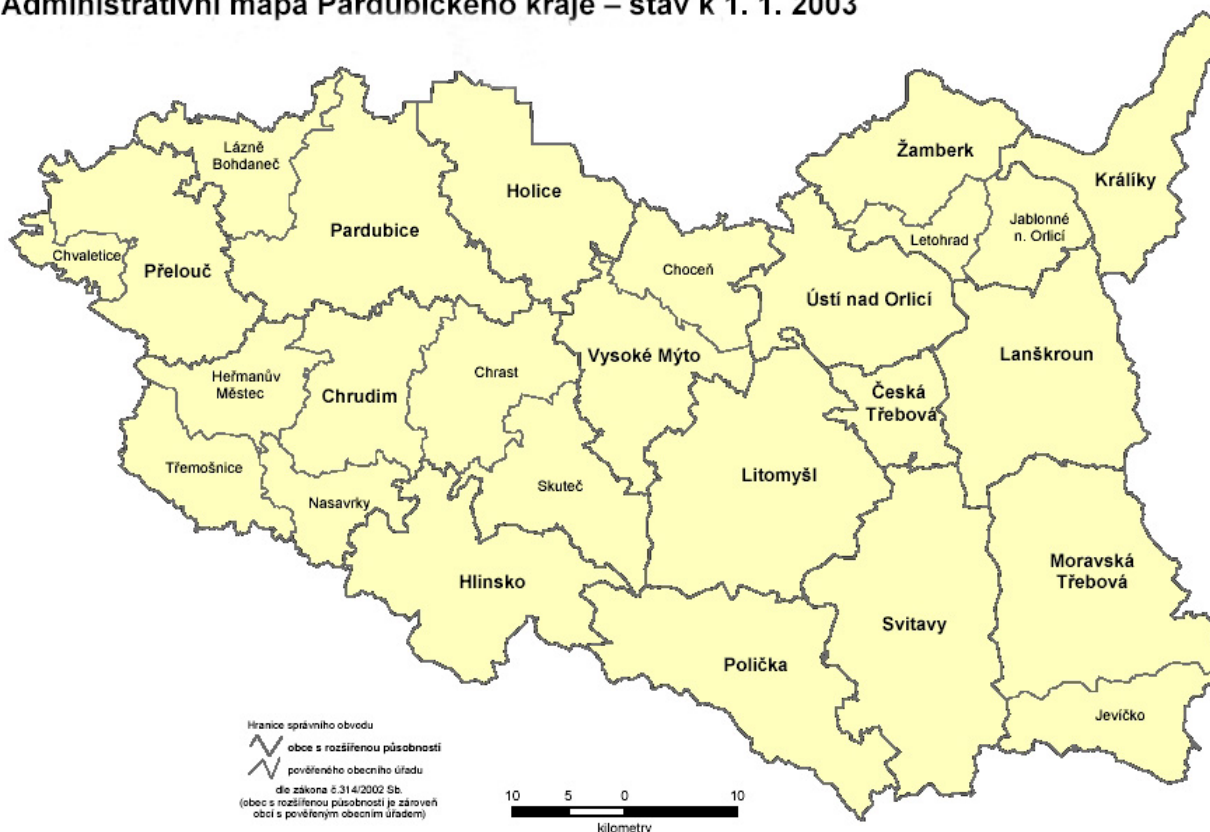 Administrativní mapa Pardubického kraje – stav k 1. 1. 2003
Žamberk
Lázně
Bohdaneč
Králíky
Holice
Jablonné
n. Orlicí
Pardubice
Letohrad
Chvaletice
Přelouč
Choceň
Ústí nad Orlicí
Vysoké Mýto
Lanškroun
Heřmanův
Městec
Chrast
Chrudim
Česká
Třebová
Třemošnice
Litomyšl
Skuteč
Nasavrky
Hlinsko
Moravská
Třebová
Svitavy
Polička
Jevíčko
Hranice správního obvodu
obce s rozšířenou působností
pověřeného obecního úřadu
dle zákona č.314/2002 Sb.
(obec s rozšířenou působností je zároveň
obcí s pověřeným obecním úřadem)
10 5 0 10
kilometry